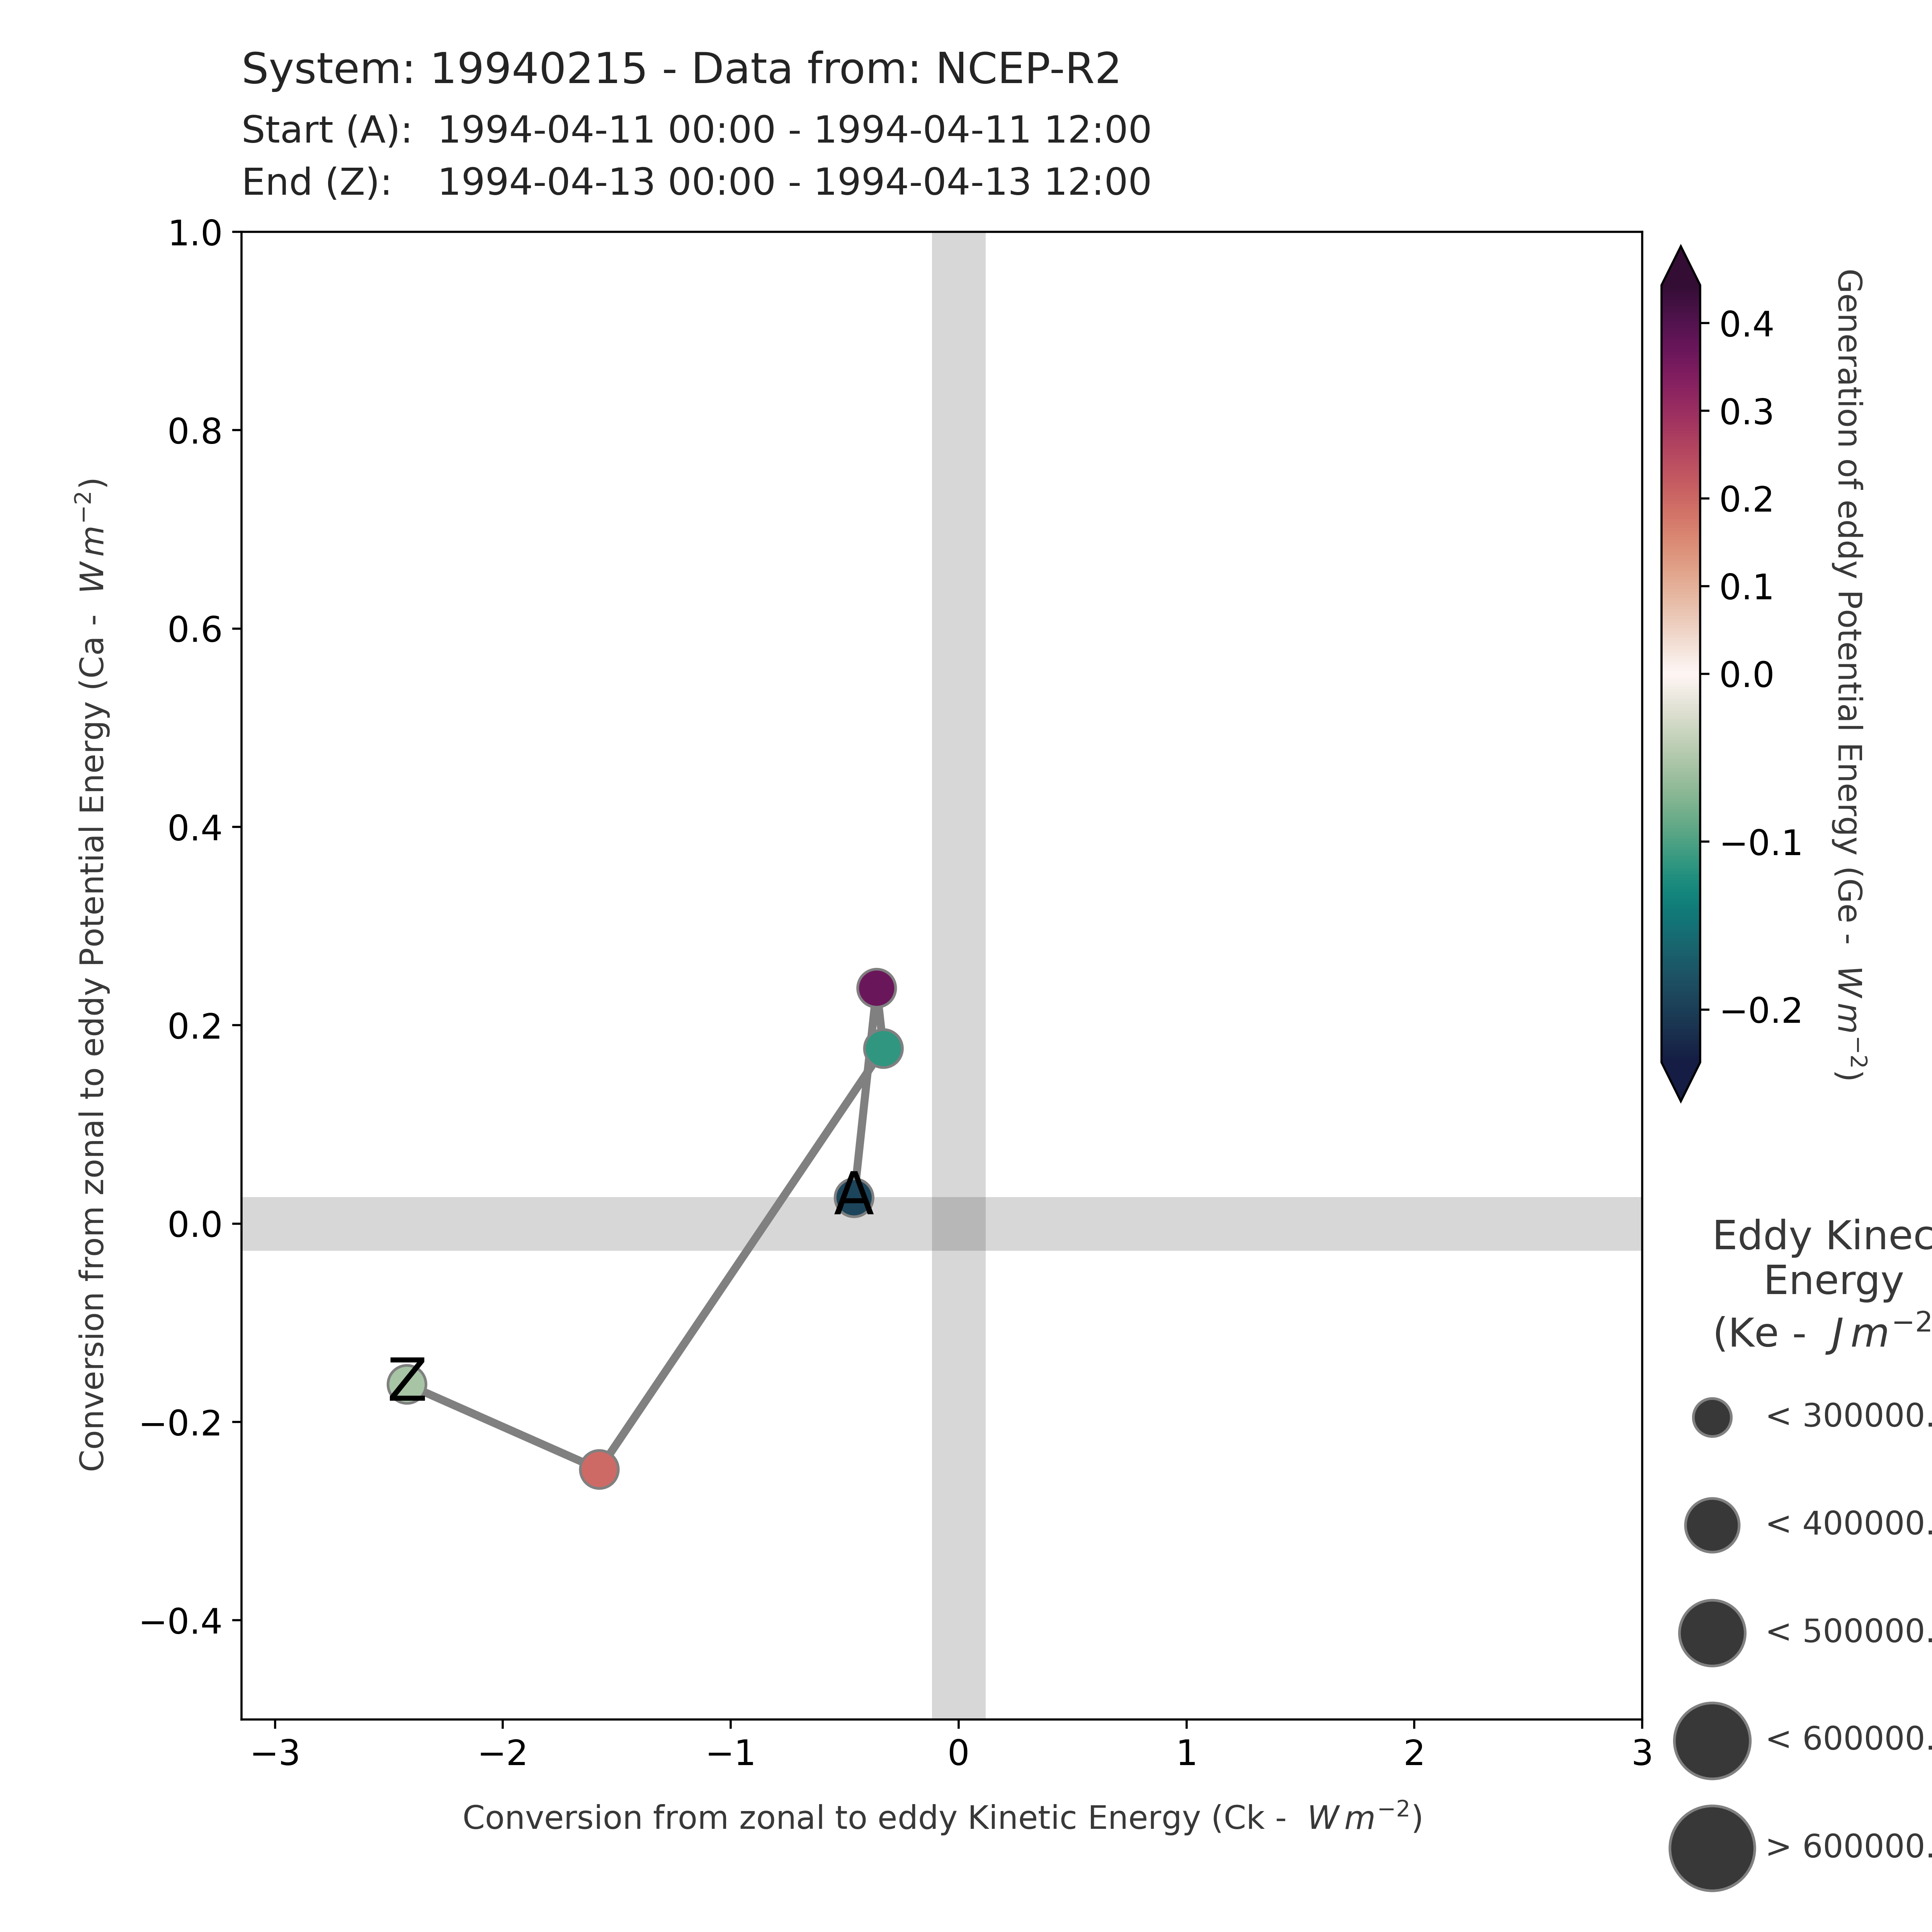 System: 19940215 - Data from: NCEP-R2
Start (A): 1994-04-11 00:00 - 1994-04-11 12:00
End (Z): 1994-04-13 00:00 - 1994-04-13 12:00
1.0
0.8
0.6
0.4
0.2
0.0
−0.2
−0.4
Conversion from zonal to eddy Potential Energy (Ca - W m⁻²)
A
Z
−3
−2
−1
0
1
2
3
Conversion from zonal to eddy Kinetic Energy (Ck - W m⁻²)
0.4
0.3
0.2
0.1
0.0
−0.1
−0.2
Generation of eddy Potential Energy (Ge - W m⁻²)
Eddy Kinec
Energy
(Ke - J m⁻²
< 300000.
< 400000.
< 500000.
< 600000.
> 600000.